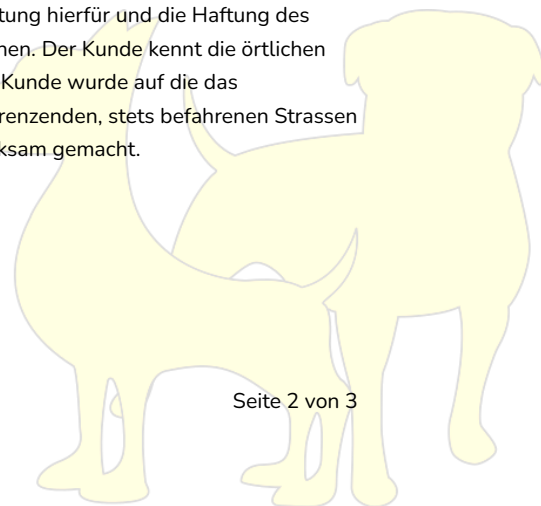 tung hierfür und die Haftung des
nen. Der Kunde kennt die örtlichen
Kunde wurde auf die das
renzenden, stets befahrenen Strassen
ksam gemacht.
Seite 2 von 3